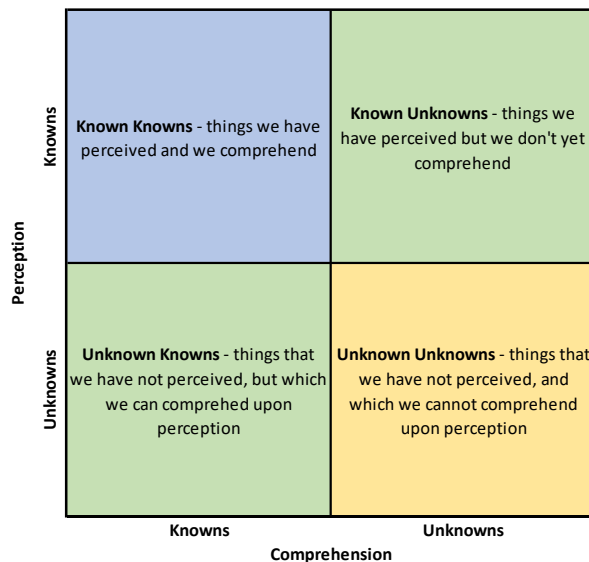 Known Knowns - things we have
perceived and we comprehend
Known Unknowns - things we
have perceived but we don't yet
comprehend
Knowns
Perception
Unknown Knowns - things that
we have not perceived, but which
we can comprehed upon
perception
Unknown Unknowns - things that
we have not perceived, and
which we cannot comprehend
upon perception
Unknowns
Knowns
Unknowns
Comprehension